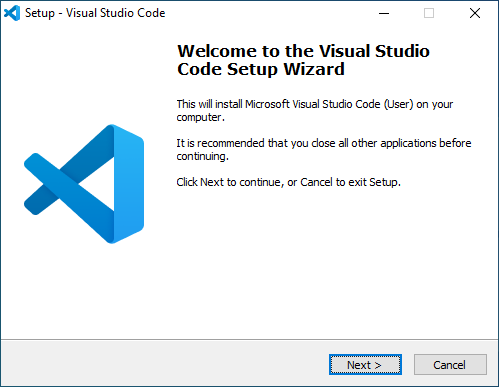 Setup - Visual Studio Code
Welcome to the Visual Studio
Code Setup Wizard
This will install Microsoft Visual Studio Code (User) on your
computer.
It is recommended that you close all other applications before
continuing.
Click Next to continue, or Cancel to exit Setup.
Next >
Cancel